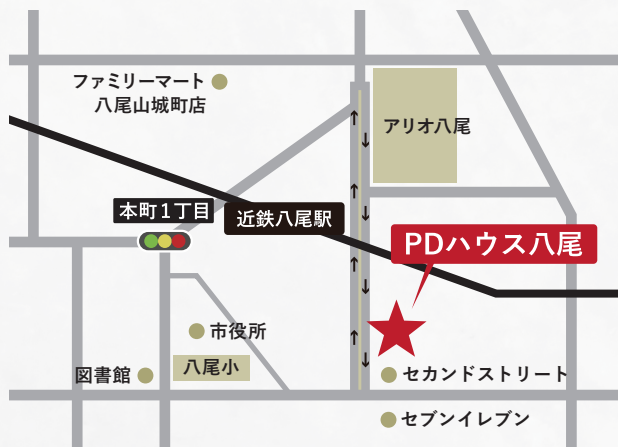 ファミリーマート
八尾山城町店
アリオ八尾
本町1丁目
近鉄八尾駅
PDハウス八尾
市役所
八尾小
図書館
セカンドストリート
セブンイレブン